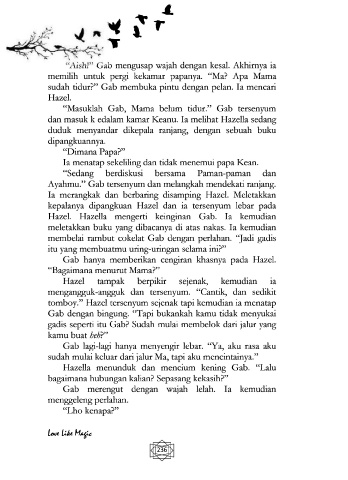 "Aish!" Gab mengusap wajah dengan kesal. Akhirnya ia
memilih untuk pergi kekamar papanya. "Ma? Apa Mama
sudah tidur?" Gab membuka pintu dengan pelan. Ia mencari
Hazel.
"Masuklah Gab, Mama belum tidur." Gab tersenyum
dan masuk k edalam kamar Keanu. Ia melihat Hazella sedang
duduk menyandar dikepala ranjang, dengan sebuah buku
dipangkuannya.
"Dimana Papa?"
Ia menatap sekeliling dan tidak menemui papa Kean.
"Sedang berdiskusi bersama Paman-paman dan
Ayahmu." Gab tersenyum dan melangkah mendekati ranjang.
Ia merangkak dan berbaring disamping Hazel. Meletakkan
kepalanya dipangkuan Hazel dan ia tersenyum lebar pada
Hazel. Hazella mengerti keinginan Gab. Ia kemudian
meletakkan buku yang dibacanya di atas nakas. Ia kemudian
membelai rambut cokelat Gab dengan perlahan. "Jadi gadis
itu yang membuatmu uring-uringan selama ini?"
Gab hanya memberikan cengiran khasnya pada Hazel.
"Bagaimana menurut Mama?"
Hazel tampak berpikir sejenak, kemudian ia
mengangguk-angguk dan tersenyum. "Cantik, dan sedikit
tomboy." Hazel tersenyum sejenak tapi kemudian ia menatap
Gab dengan bingung. "Tapi bukankah kamu tidak menyukai
gadis seperti itu Gab? Sudah mulai membelok dari jalur yang
kamu buat heh?"
Gab lagi-lagi hanya menyengir lebar. "Ya, aku rasa aku
sudah mulai keluar dari jalur Ma, tapi aku mencintainya."
Hazella menunduk dan mencium kening Gab. "Lalu
bagaimana hubungan kalian? Sepasang kekasih?"
Gab merengut dengan wajah lelah. Ia kemudian
menggeleng perlahan.
"Lho kenapa?"
Love Like Magic
236